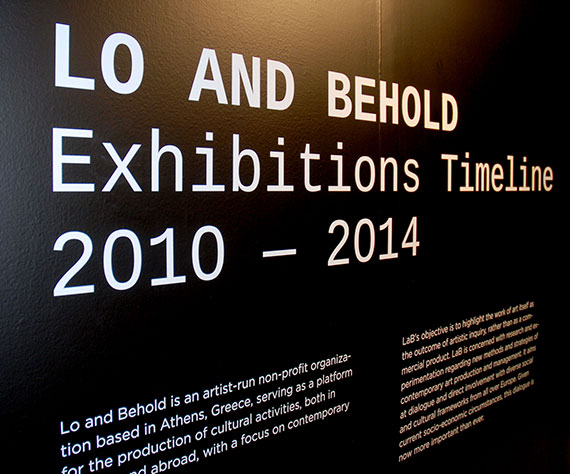 LO AND BEHOLD
Exhibitions Timeline
2010 – 2014
Lo and Behold is an artist-run non-profit organiza-
tion based in Athens, Greece, serving as a platform
for the production of cultural activities, both in
and abroad, with a focus on contemporary
LaB's objective is to highlight the work of art itself as
the outcome of artistic inquiry, rather than as a com-
mercial product. LaB is concerned with research and ex-
perimentation regarding new methods and strategies of
contemporary art production and management. It aims
at dialogue and direct involvement with diverse social
and cultural frameworks from all over Europe. Given
current socio-economic circumstances, this dialogue is
now more important than ever.